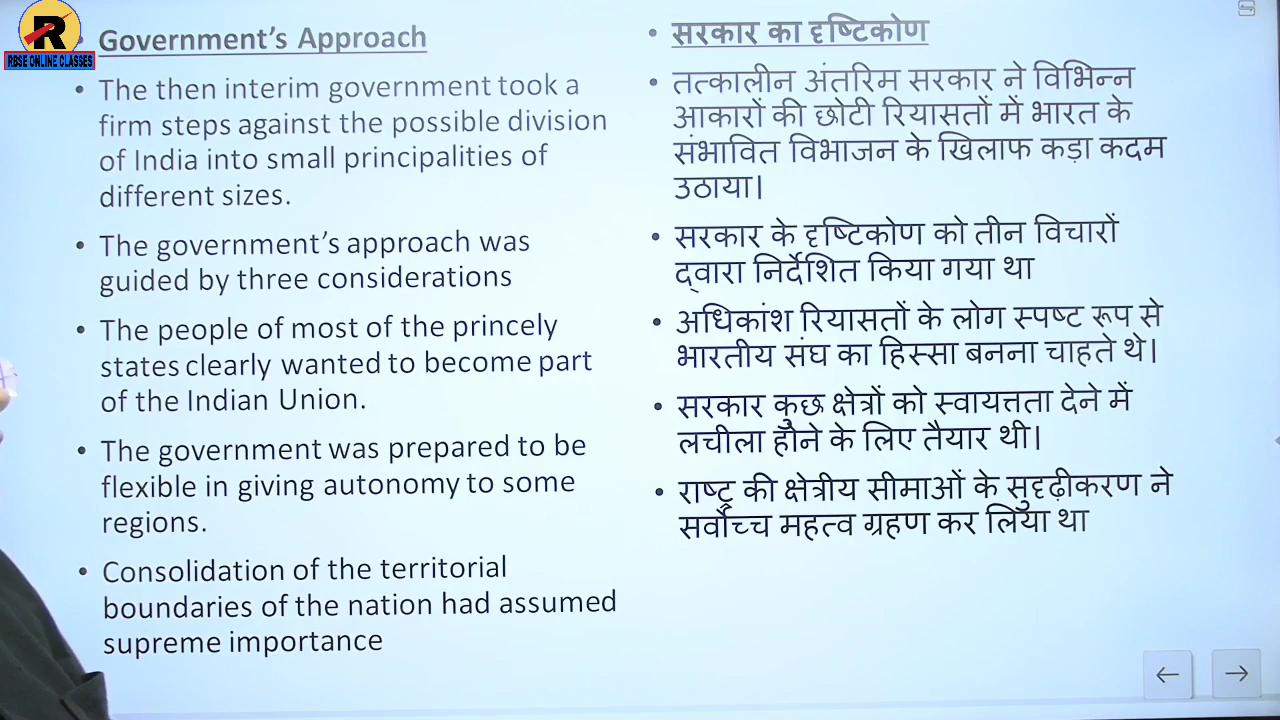 R
RBSE ONLINE CLASSES
• Government's Approach
• The then interim government took a
firm steps against the possible division
of India into small principalities of
different sizes.
• The government's approach was
guided by three considerations
• The people of most of the princely
states clearly wanted to become part
of the Indian Union.
• The government was prepared to be
flexible in giving autonomy to some
regions.
• Consolidation of the territorial
boundaries of the nation had assumed
supreme importance
• सरकार का दृष्टिकोण
• तत्कालीन अंतरिम सरकार ने विभिन्न
आकारों की छोटी रियासतों में भारत के
संभावित विभाजन के खिलाफ कड़ा कदम
उठाया।
• सरकार के दृष्टिकोण को तीन विचारों
द्वारा निर्देशित किया गया था
• अधिकांश रियासतों के लोग स्पष्ट रूप से
भारतीय संघ का हिस्सा बनना चाहते थे।
• सरकार कुछ क्षेत्रों को स्वायत्तता देने में
लचीला होने के लिए तैयार थी।
• राष्ट्र की क्षेत्रीय सीमाओं के सुदृढ़ीकरण ने
सर्वोच्च महत्व ग्रहण कर लिया था